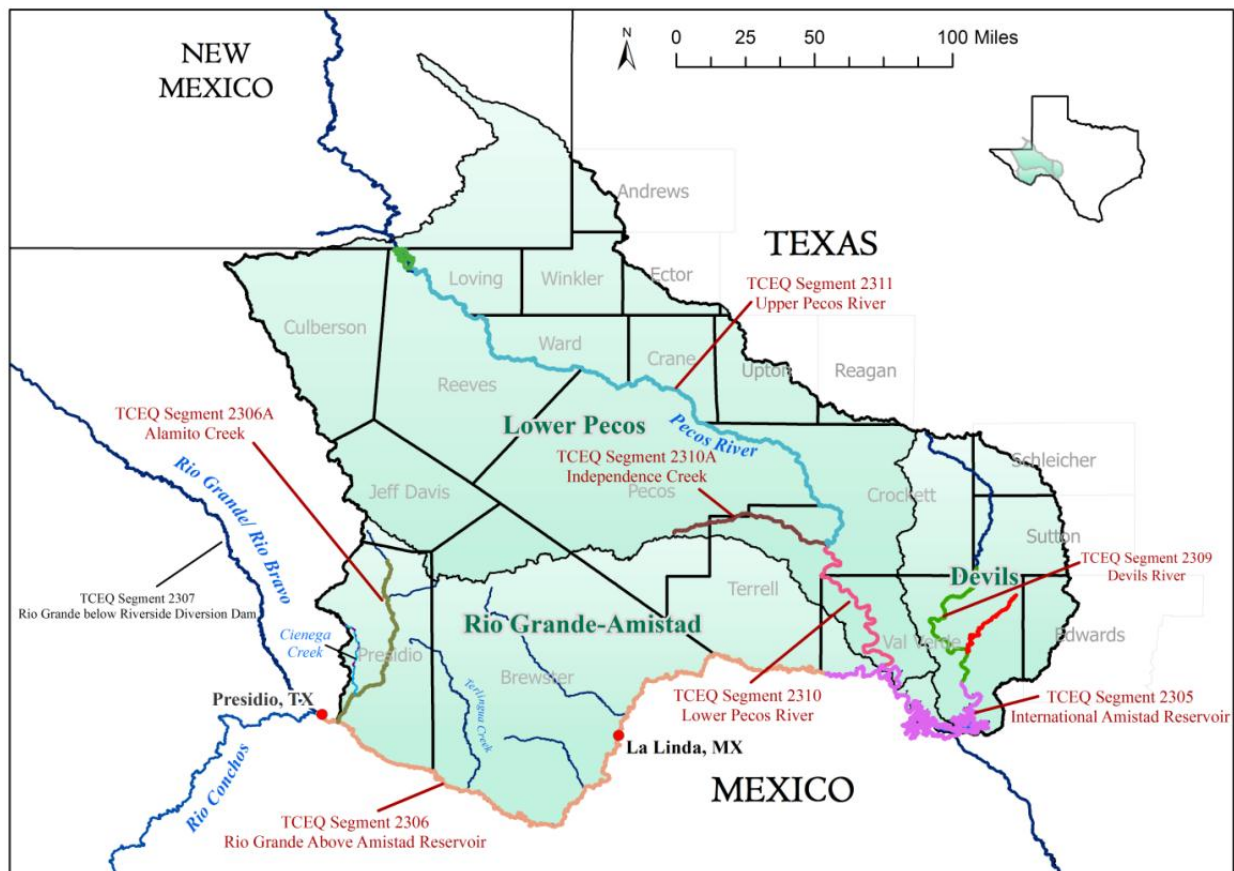 NEW
MEXICO
N
0 25 50 100 Miles
Andrews
TEXAS
Loving
Winkler
Ector
TCEQ Segment 2311
Upper Pecos River
Culberson
Ward
Crane
Upton
Reagan
Reeves
TCEQ Segment 2306A
Alamito Creek
Lower Pecos
Pecos River
TCEQ Segment 2310A
Independence Creek
Rio Grande/ Rio Bravo
Jeff Davis
Pecos
Crockett
Schleicher
Sutton
TCEQ Segment 2309
Devils River
Devils
TCEQ Segment 2307
Rio Grande below Riverside Diversion Dam
Terrell
Rio Grande-Amistad
Cienega
Creek
Presidio
Val Verde
Edwards
Brewster
Terlingua Creek
Presidio, TX
TCEQ Segment 2310
Lower Pecos River
TCEQ Segment 2305
International Amistad Reservoir
La Linda, MX
Rio Conchos
MEXICO
TCEQ Segment 2306
Rio Grande Above Amistad Reservoir